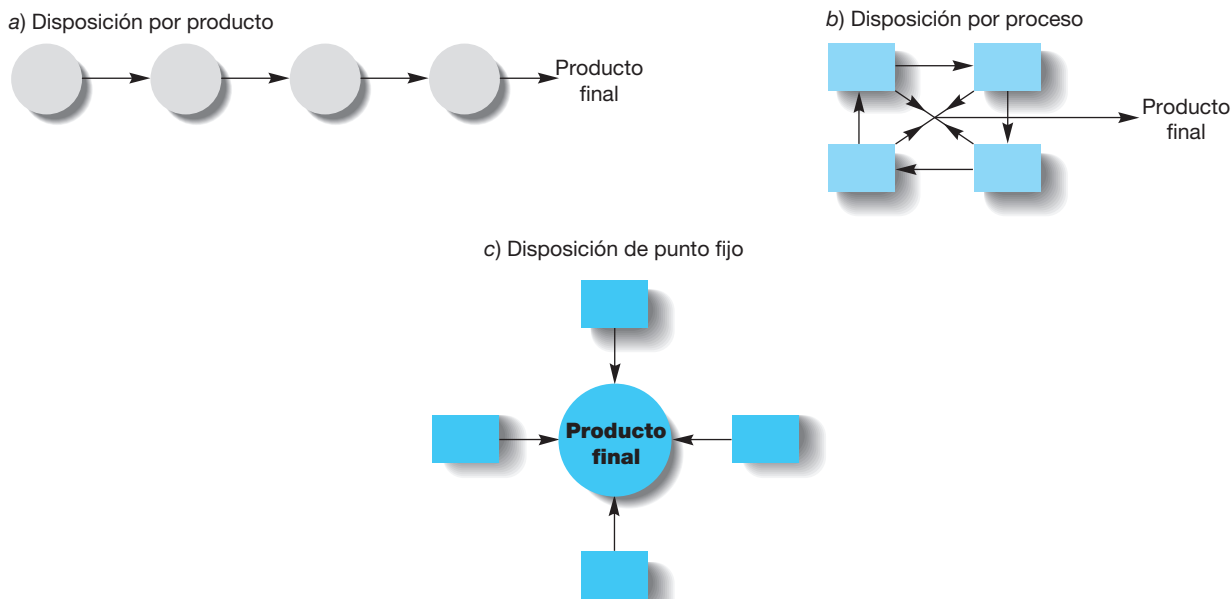 a) Disposición por producto
Producto
final
b) Disposición por proceso
Producto
final
c) Disposición de punto fijo
Producto
final